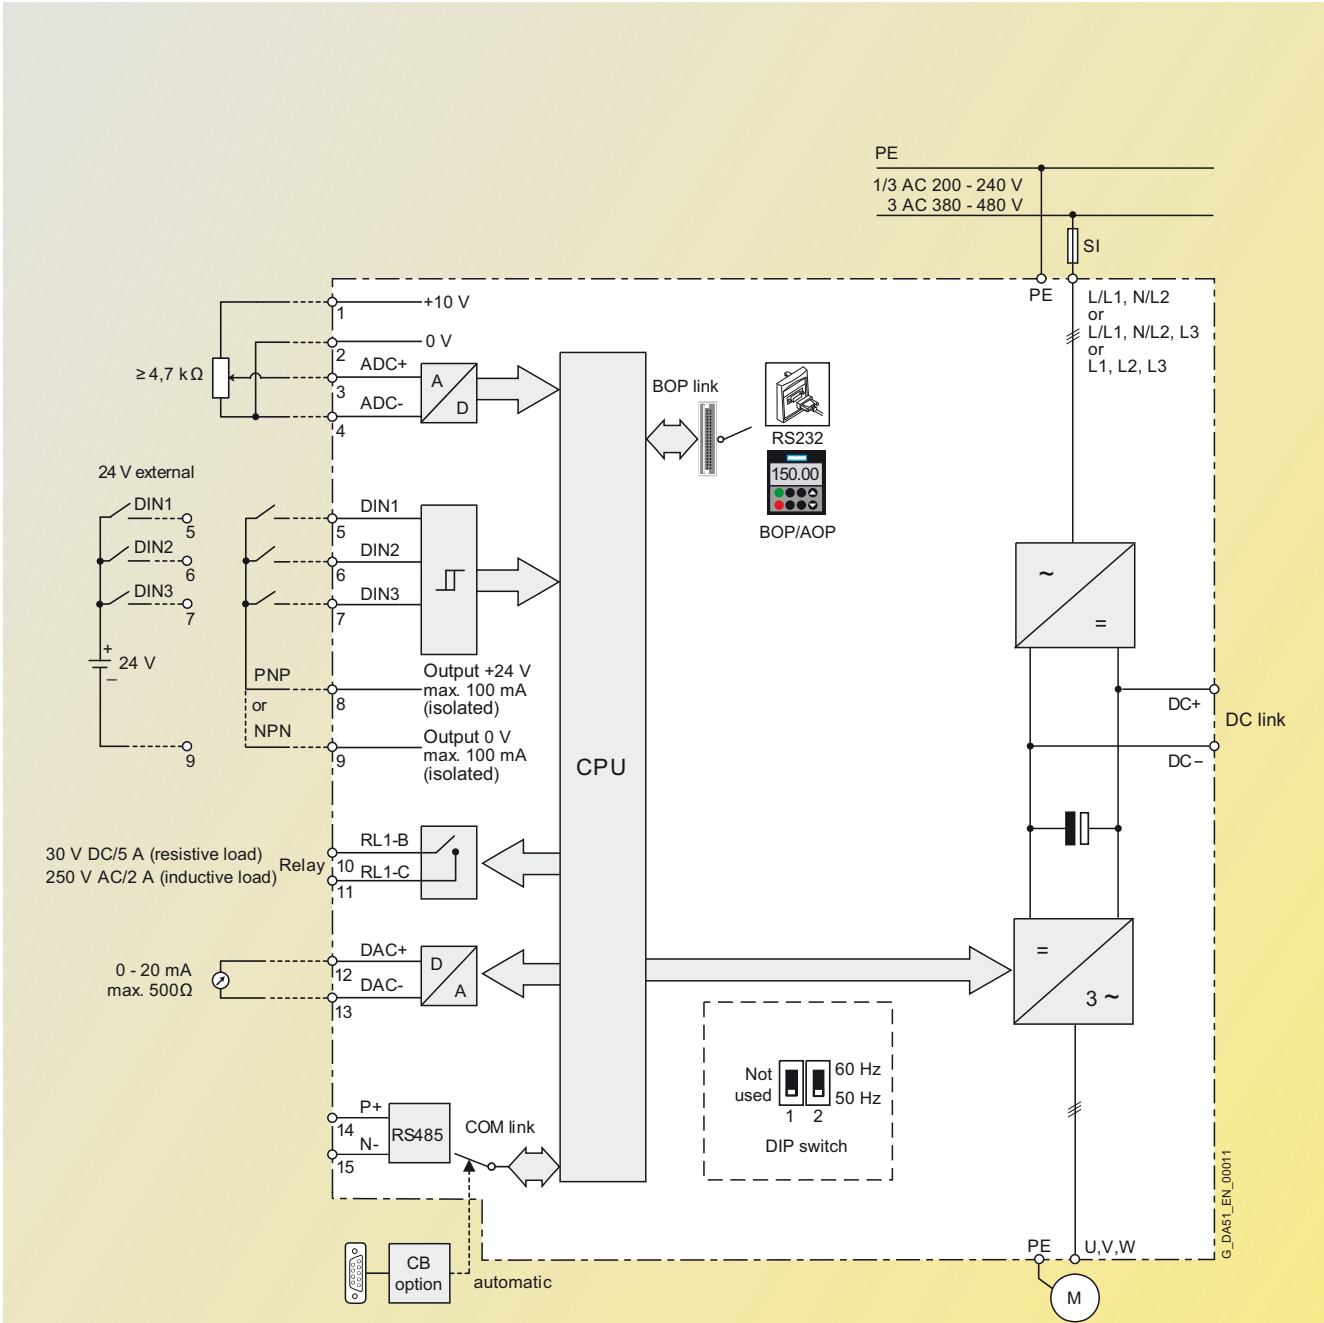 PE
1/3 AC 200 - 240 V
3 AC 380 - 480 V
SI
PE
L/L1, N/L2
or
L/L1, N/L2, L3
or
L1, L2, L3
1
+10 V
2
0 V
≥ 4,7 kΩ
3
ADC+
4
ADC-
A
D
BOP link
RS232
SIEMENS
150.00
BOP/AOP
24 V external
DIN1
5
DIN2
6
DIN3
7
+
24 V
–
9
DIN1
5
DIN2
6
DIN3
7
PNP
or
NPN
8
Output +24 V
max. 100 mA
(isolated)
9
Output 0 V
max. 100 mA
(isolated)
CPU
~
=
DC+
DC link
DC –
30 V DC/5 A (resistive load)
250 V AC/2 A (inductive load)
Relay
RL1-B
10
RL1-C
11
0 - 20 mA
max. 500Ω
DAC+
12
DAC-
13
D
A
=
3 ~
Not
used
60 Hz
50 Hz
1 2
DIP switch
P+
14
N-
15
RS485
COM link
CB
option
automatic
PE
U,V,W
M
G_DA51_EN_00011